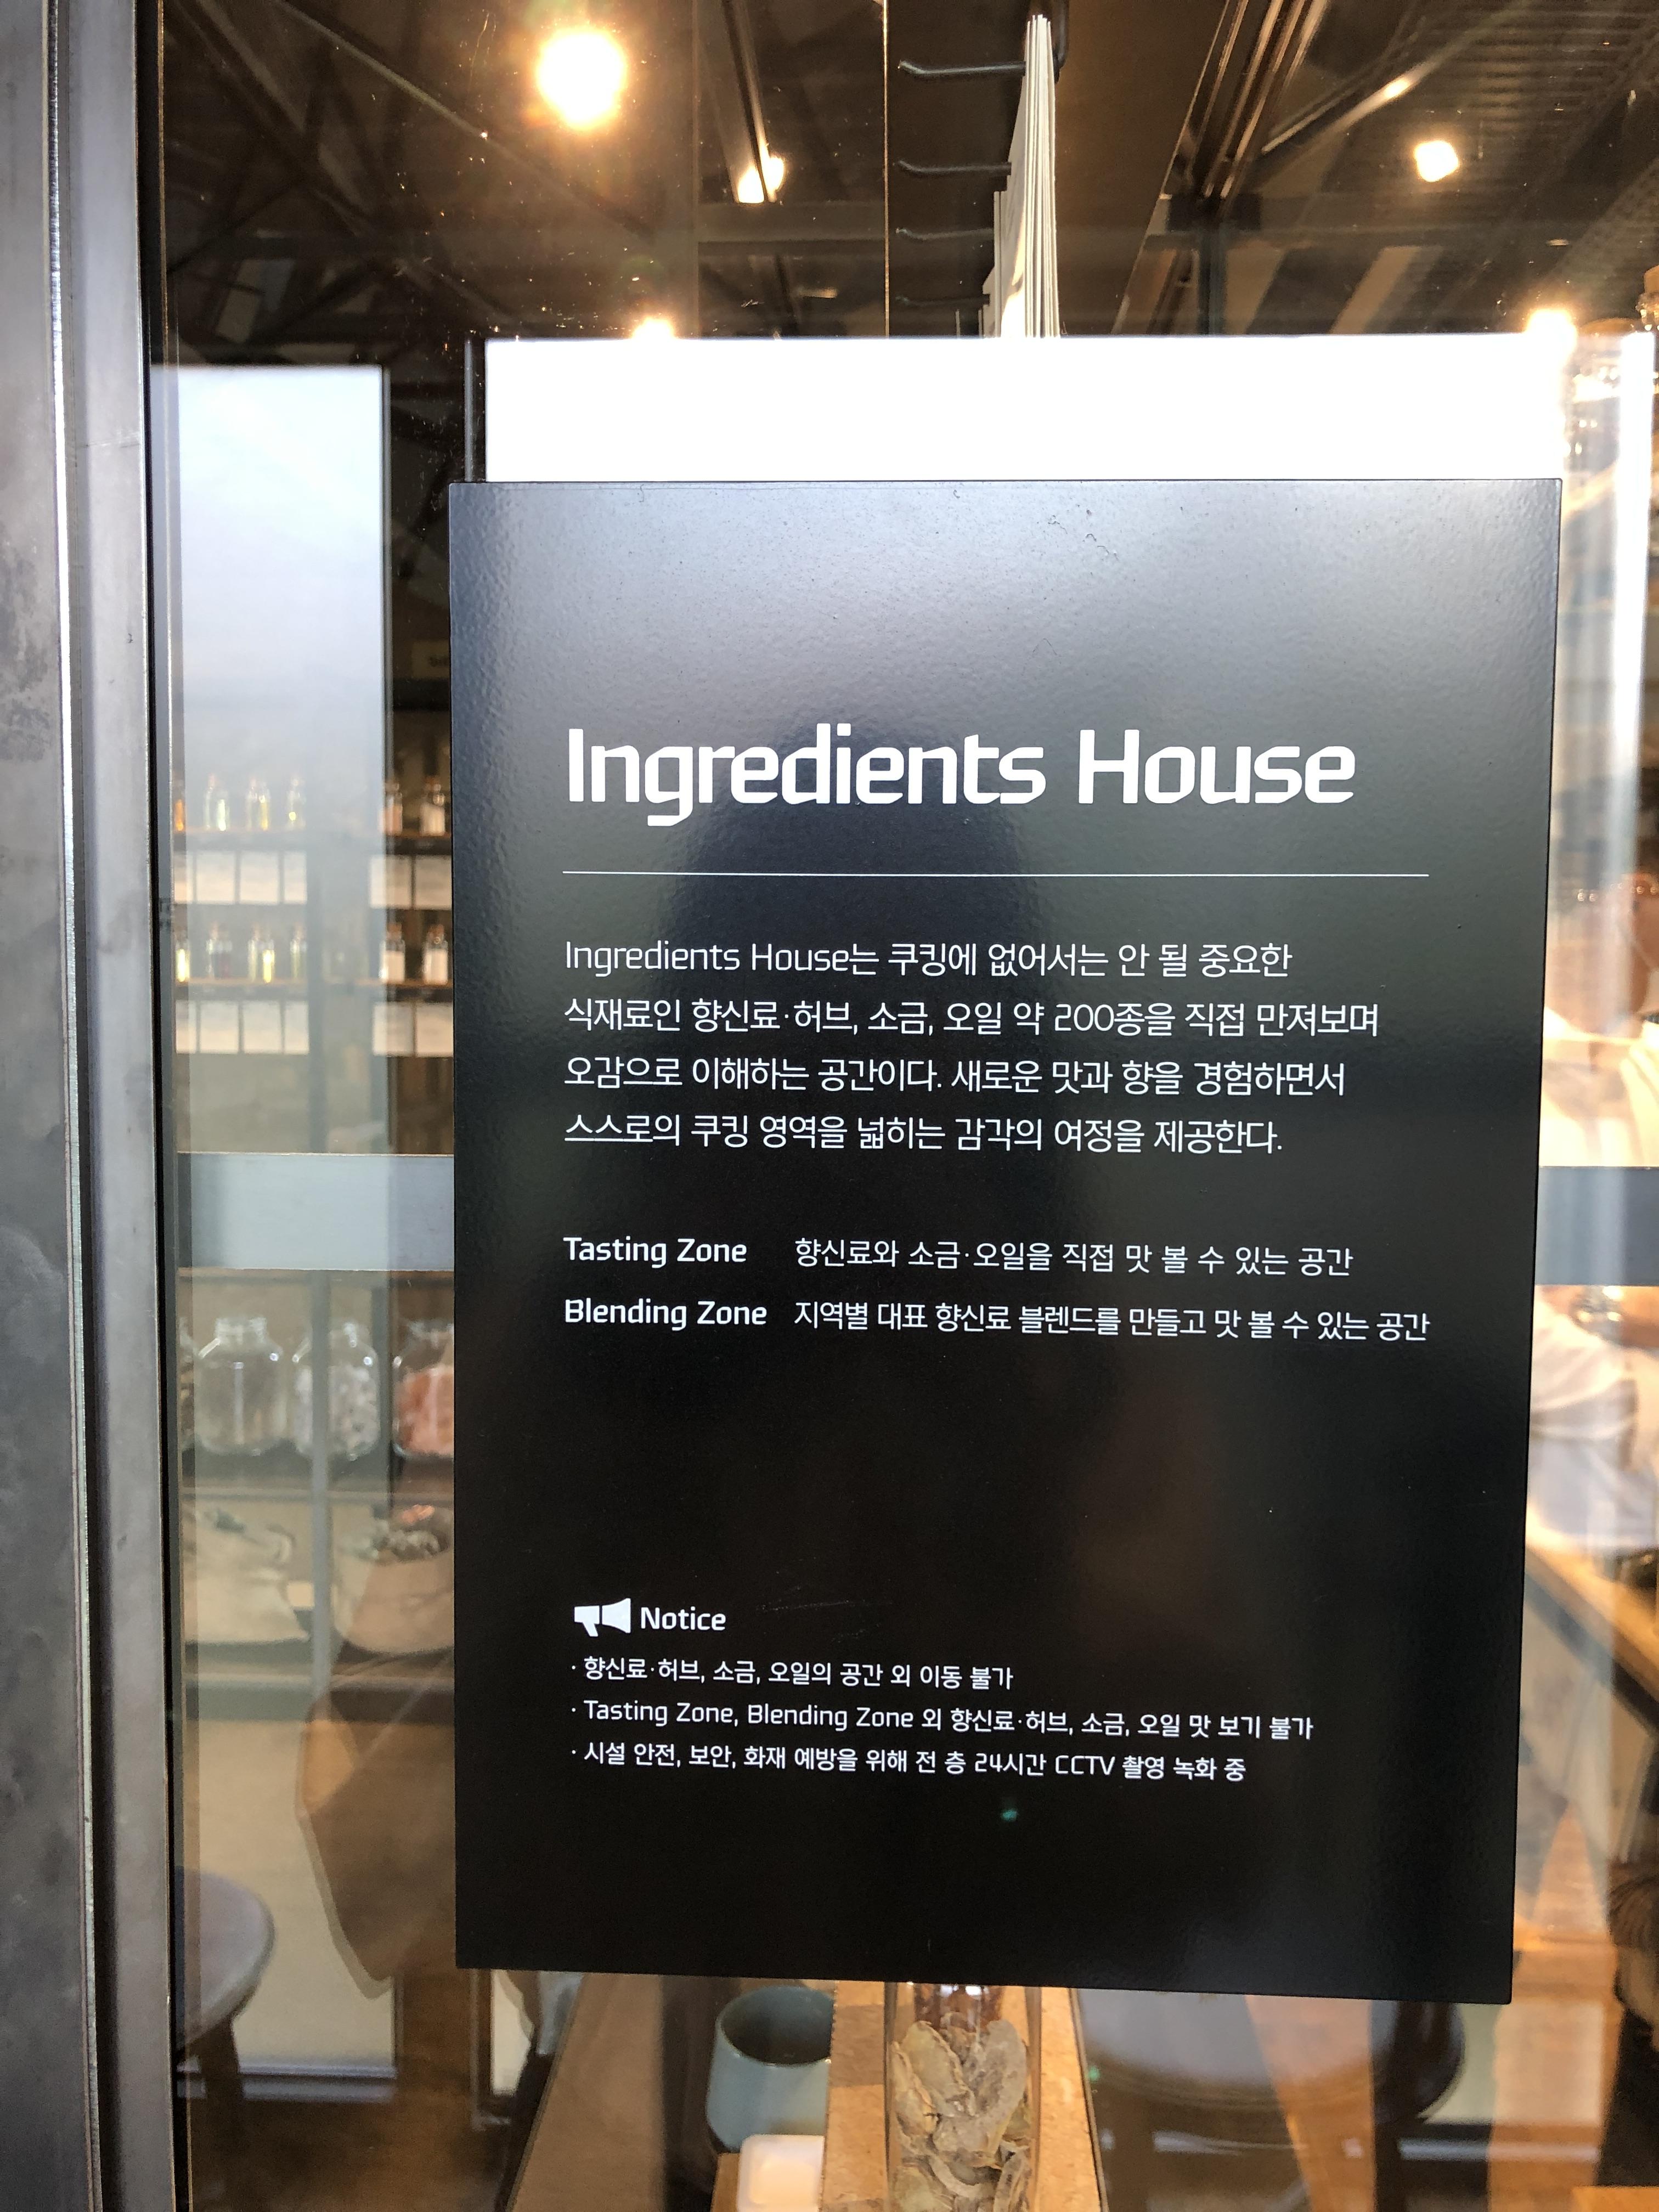 Ingredients House
Ingredients House는 쿠킹에 없어서는 안 될 중요한
식재료인 향신료·허브, 소금, 오일 약 200종을 직접 만져보며
오감으로 이해하는 공간이다. 새로운 맛과 향을 경험하면서
스스로의 쿠킹 영역을 넓히는 감각의 여정을 제공한다.
Tasting Zone 향신료와 소금·오일을 직접 맛 볼 수 있는 공간
Blending Zone 지역별 대표 향신료 블렌드를 만들고 맛 볼 수 있는 공간
Notice
· 향신료·허브, 소금, 오일의 공간 외 이동 불가
· Tasting Zone, Blending Zone 외 향신료·허브, 소금, 오일 맛 보기 불가
· 시설 안전, 보안, 화재 예방을 위해 전 층 24시간 CCTV 촬영 녹화 중